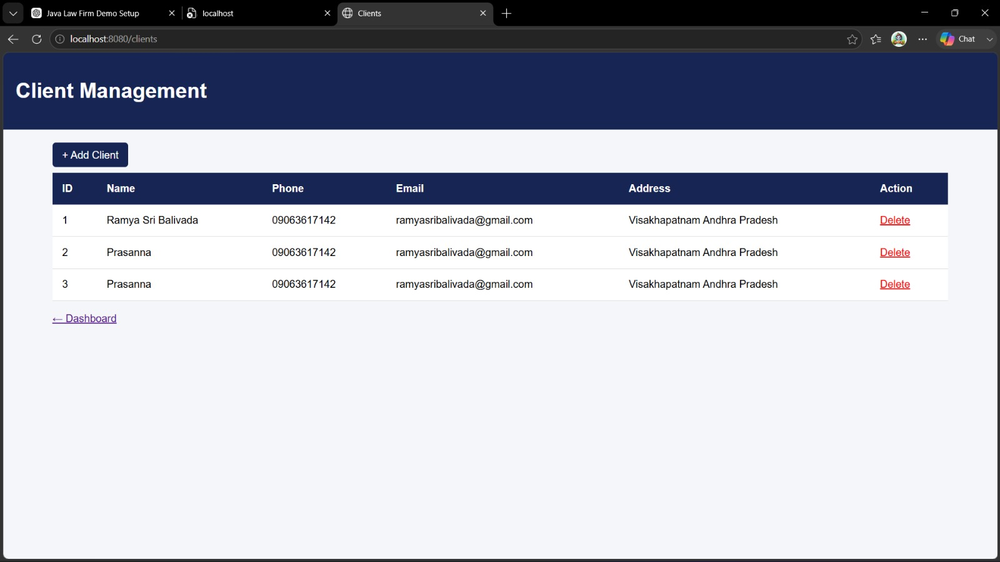 Java Law Firm Demo Setup
localhost
Clients
localhost:8080/clients
Chat
Client Management
+ Add Client
ID Name Phone Email Address Action
1 Ramya Sri Balivada 09063617142 ramyasribalivada@gmail.com Visakhapatnam Andhra Pradesh Delete
2 Prasanna 09063617142 ramyasribalivada@gmail.com Visakhapatnam Andhra Pradesh Delete
3 Prasanna 09063617142 ramyasribalivada@gmail.com Visakhapatnam Andhra Pradesh Delete
← Dashboard